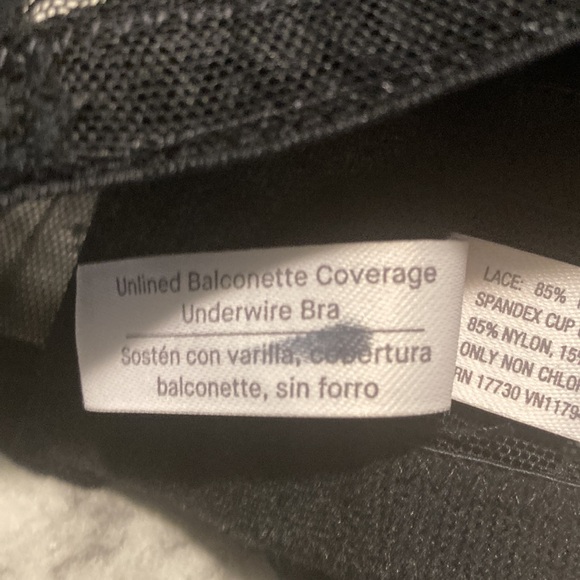 Unlined Balconette Coverage
Underwire Bra
Sostén con varilla, cobertura
balconette, sin forro
LACE: 85%
SPANDEX CUP
85% NYLON, 15%
ONLY NON
RN 17730